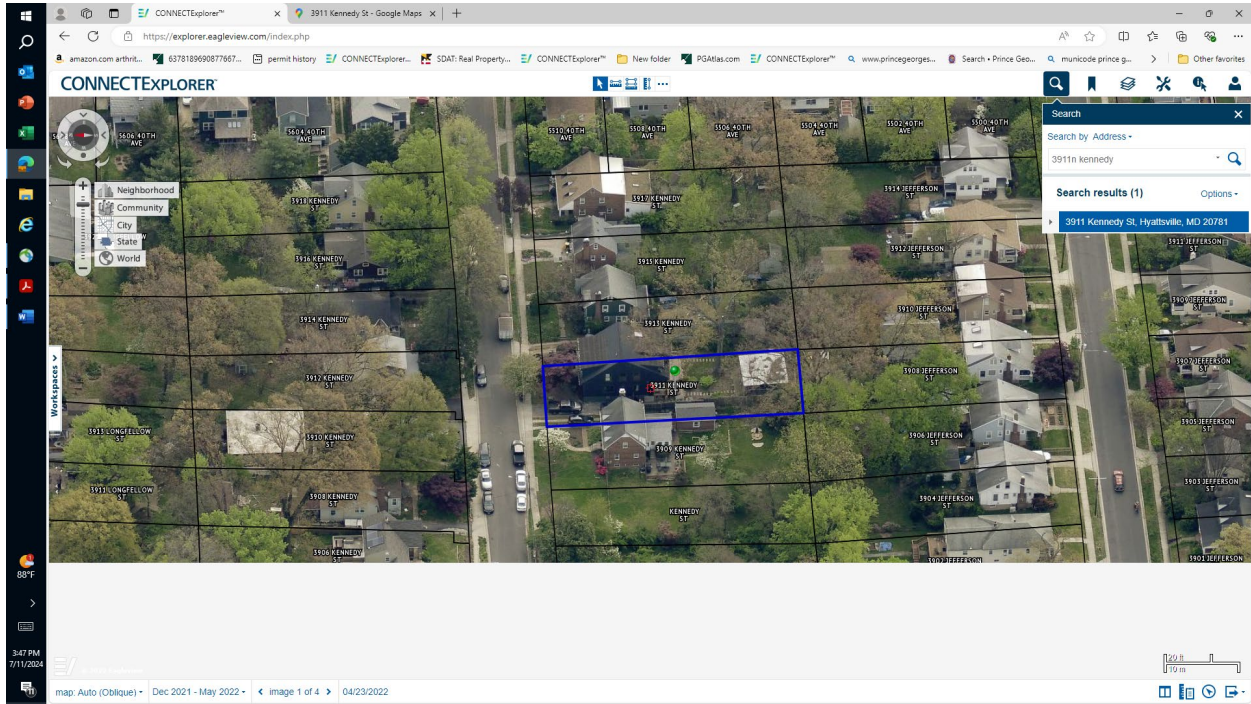 CONNECTExplorer™
3911 Kennedy St - Google Maps
https://explorer.eagleview.com/index.php
amazon.com arthrit...
6378189690877667...
permit history
CONNECTExplorer...
SDAT: Real Property...
CONNECTExplorer™
New folder
PGAtlas.com
CONNECTExplorer™
www.princegeorges...
Search • Prince Geo...
municode prince g...
Other favorites
CONNECTEXPLORER™
Search
Search by Address
3911n kennedy
Search results (1)
Options
3911 Kennedy St, Hyattsville, MD 20781
Neighborhood
Community
City
State
World
Workspaces
5606 40TH
AVE
5604 40TH
AVE
5510 40TH
AVE
5508 40TH
AVE
5506 40TH
AVE
5504 40TH
AVE
5502 40TH
AVE
5500 40TH
AVE
3918 KENNEDY
ST
3917 KENNEDY
ST
3914 JEFFERSON
ST
3916 KENNEDY
ST
3915 KENNEDY
ST
3912 JEFFERSON
ST
3911 JEFFERSON
ST
3914 KENNEDY
ST
3913 KENNEDY
ST
3910 JEFFERSON
ST
3909 JEFFERSON
ST
3912 KENNEDY
ST
3911 KENNEDY
ST
3908 JEFFERSON
ST
3907 JEFFERSON
ST
3913 LONGFELLOW
ST
3910 KENNEDY
ST
3909 KENNEDY
ST
3906 JEFFERSON
ST
3905 JEFFERSON
ST
3911 LONGFELLOW
ST
3908 KENNEDY
ST
KENNEDY
ST
3904 JEFFERSON
ST
3903 JEFFERSON
ST
3906 KENNEDY
ST
3902 JEFFERSON
3901 JEFFERSON
ST
88°F
3:47 PM
7/11/2024
20 ft
10 m
map: Auto (Oblique)
Dec 2021 - May 2022
image 1 of 4
04/23/2022